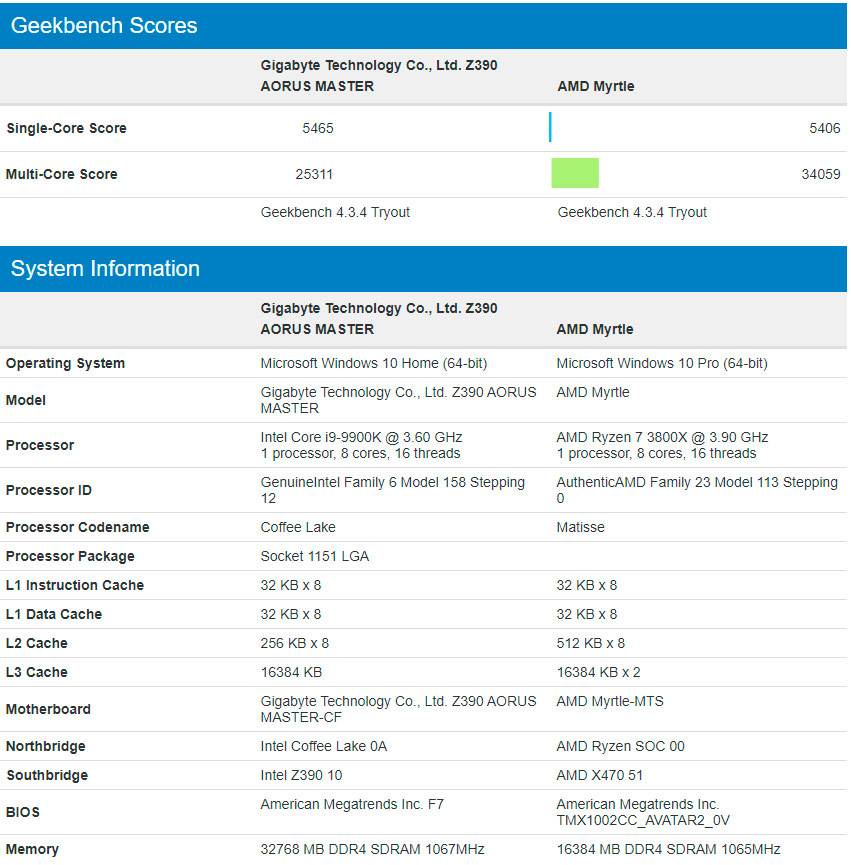 Geekbench Scores
Gigabyte Technology Co., Ltd. Z390
AORUS MASTER
AMD Myrtle
Single-Core Score 5465 5406
Multi-Core Score 25311 34059
Geekbench 4.3.4 Tryout Geekbench 4.3.4 Tryout
System Information
Gigabyte Technology Co., Ltd. Z390
AORUS MASTER
AMD Myrtle
Operating System Microsoft Windows 10 Home (64-bit) Microsoft Windows 10 Pro (64-bit)
Model
Gigabyte Technology Co., Ltd. Z390 AORUS
MASTER
AMD Myrtle
Processor
Intel Core i9-9900K @ 3.60 GHz
1 processor, 8 cores, 16 threads
AMD Ryzen 7 3800X @ 3.90 GHz
1 processor, 8 cores, 16 threads
Processor ID
GenuineIntel Family 6 Model 158 Stepping
12
AuthenticAMD Family 23 Model 113 Stepping
0
Processor Codename Coffee Lake Matisse
Processor Package Socket 1151 LGA
L1 Instruction Cache 32 KB x 8 32 KB x 8
L1 Data Cache 32 KB x 8 32 KB x 8
L2 Cache 256 KB x 8 512 KB x 8
L3 Cache 16384 KB 16384 KB x 2
Motherboard
Gigabyte Technology Co., Ltd. Z390 AORUS
MASTER-CF
AMD Myrtle-MTS
Northbridge Intel Coffee Lake 0A AMD Ryzen SOC 00
Southbridge Intel Z390 10 AMD X470 51
BIOS
American Megatrends Inc. F7
American Megatrends Inc.
TMX1002CC_AVATAR2_0V
Memory 32768 MB DDR4 SDRAM 1067MHz 16384 MB DDR4 SDRAM 1065MHz